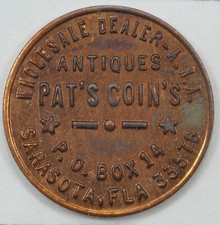 WHOLESALE DEALER-A.N.A.
ANTIQUES
PAT'S COIN'S
P.O. BOX 14
SARASOTA, FLA 33578